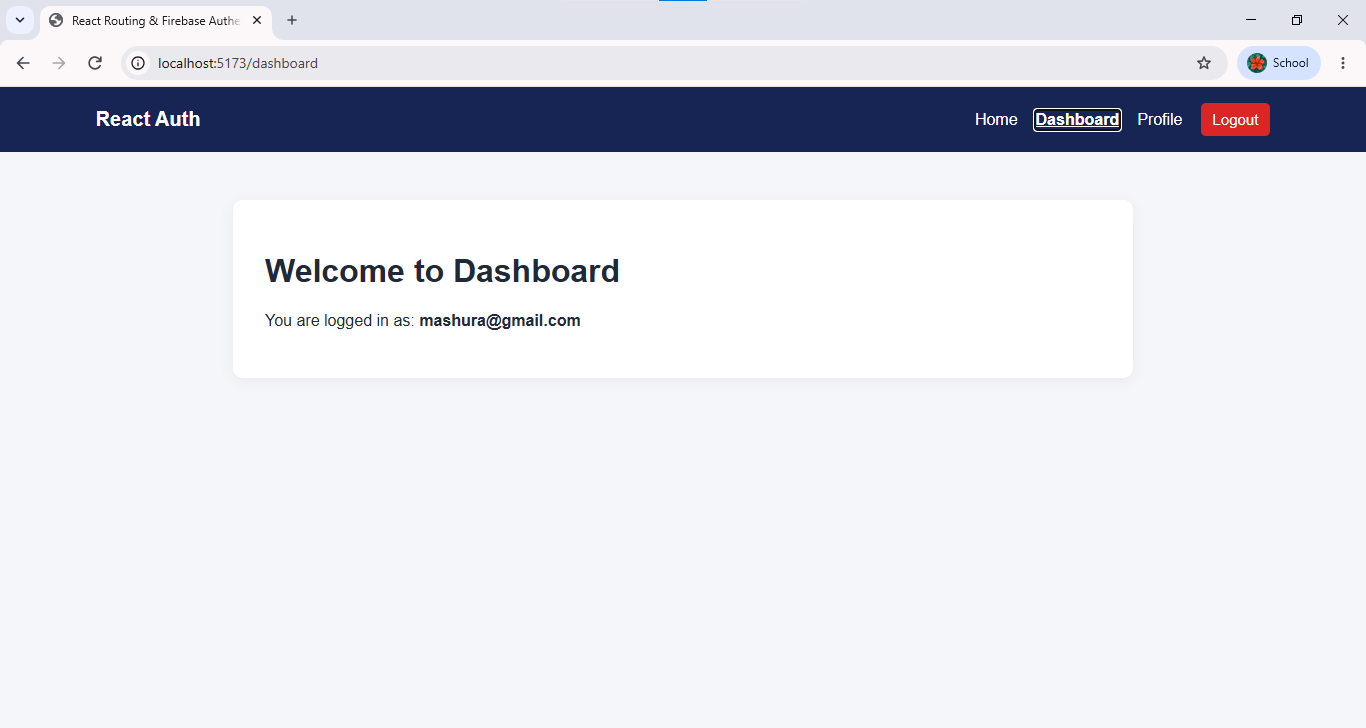 React Routing & Firebase Authe
localhost:5173/dashboard
School
React Auth
Home Dashboard Profile Logout
Welcome to Dashboard
You are logged in as: mashura@gmail.com